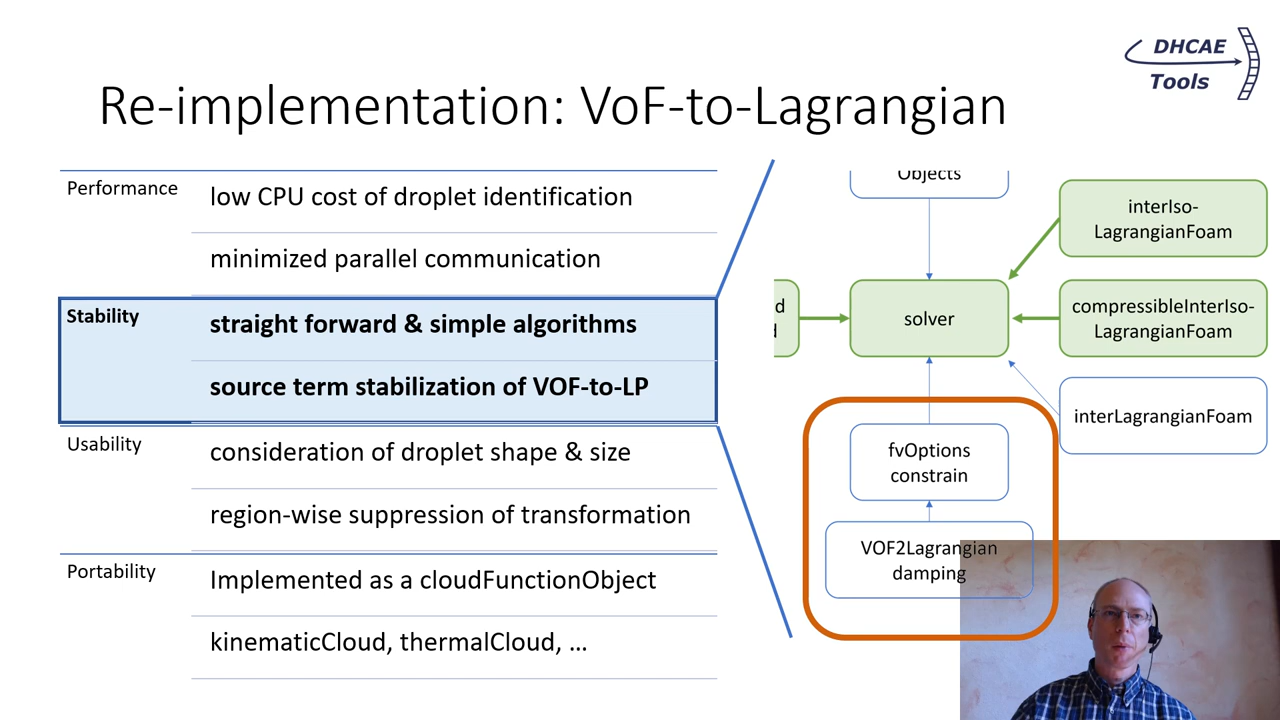 DHCAE
Tools
Re-implementation: VoF-to-Lagrangian
Performance
low CPU cost of droplet identification
minimized parallel communication
Stability
straight forward & simple algorithms
source term stabilization of VOF-to-LP
Usability
consideration of droplet shape & size
region-wise suppression of transformation
Portability
Implemented as a cloudFunctionObject
kinematicCloud, thermalCloud, ...
Objects
interIso-
LagrangianFoam
d
solver
compressibleInterIso-
LagrangianFoam
interLagrangianFoam
fvOptions
constrain
VOF2Lagrangian
damping